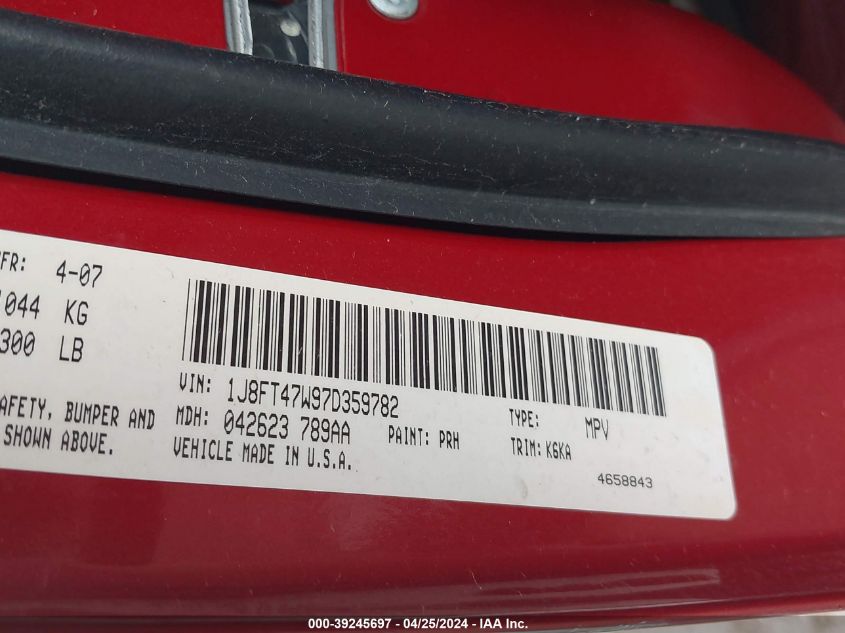 FR: 4-07
044 KG
300 LB
VIN: 1J8FT47W97D359782
TYPE: MPV
AFETY, BUMPER AND
MDH: 042623 789AA
PAINT: PRH
TRIM: K6KA
SHOWN ABOVE.
VEHICLE MADE IN U.S.A.
4658843
000-39245697 - 04/25/2024 - IAA Inc.